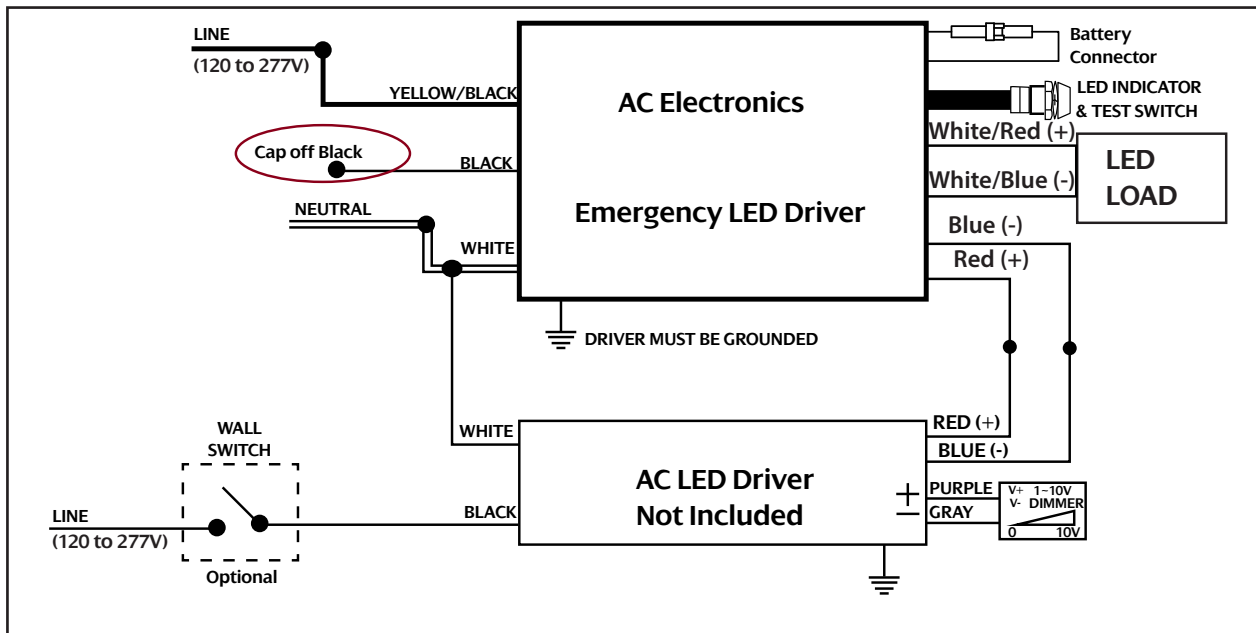 LINE
(120 to 277V)
YELLOW/BLACK
Cap off Black
BLACK
NEUTRAL
WHITE
AC Electronics
Emergency LED Driver
Battery
Connector
LED INDICATOR
& TEST SWITCH
White/Red (+)
White/Blue (-)
LED
LOAD
Blue (-)
Red (+)
DRIVER MUST BE GROUNDED
WALL
SWITCH
LINE
(120 to 277V)
Optional
WHITE
BLACK
AC LED Driver
Not Included
RED (+)
BLUE (-)
+ PURPLE
− GRAY
V+ 1~10V
V- DIMMER
0 10V